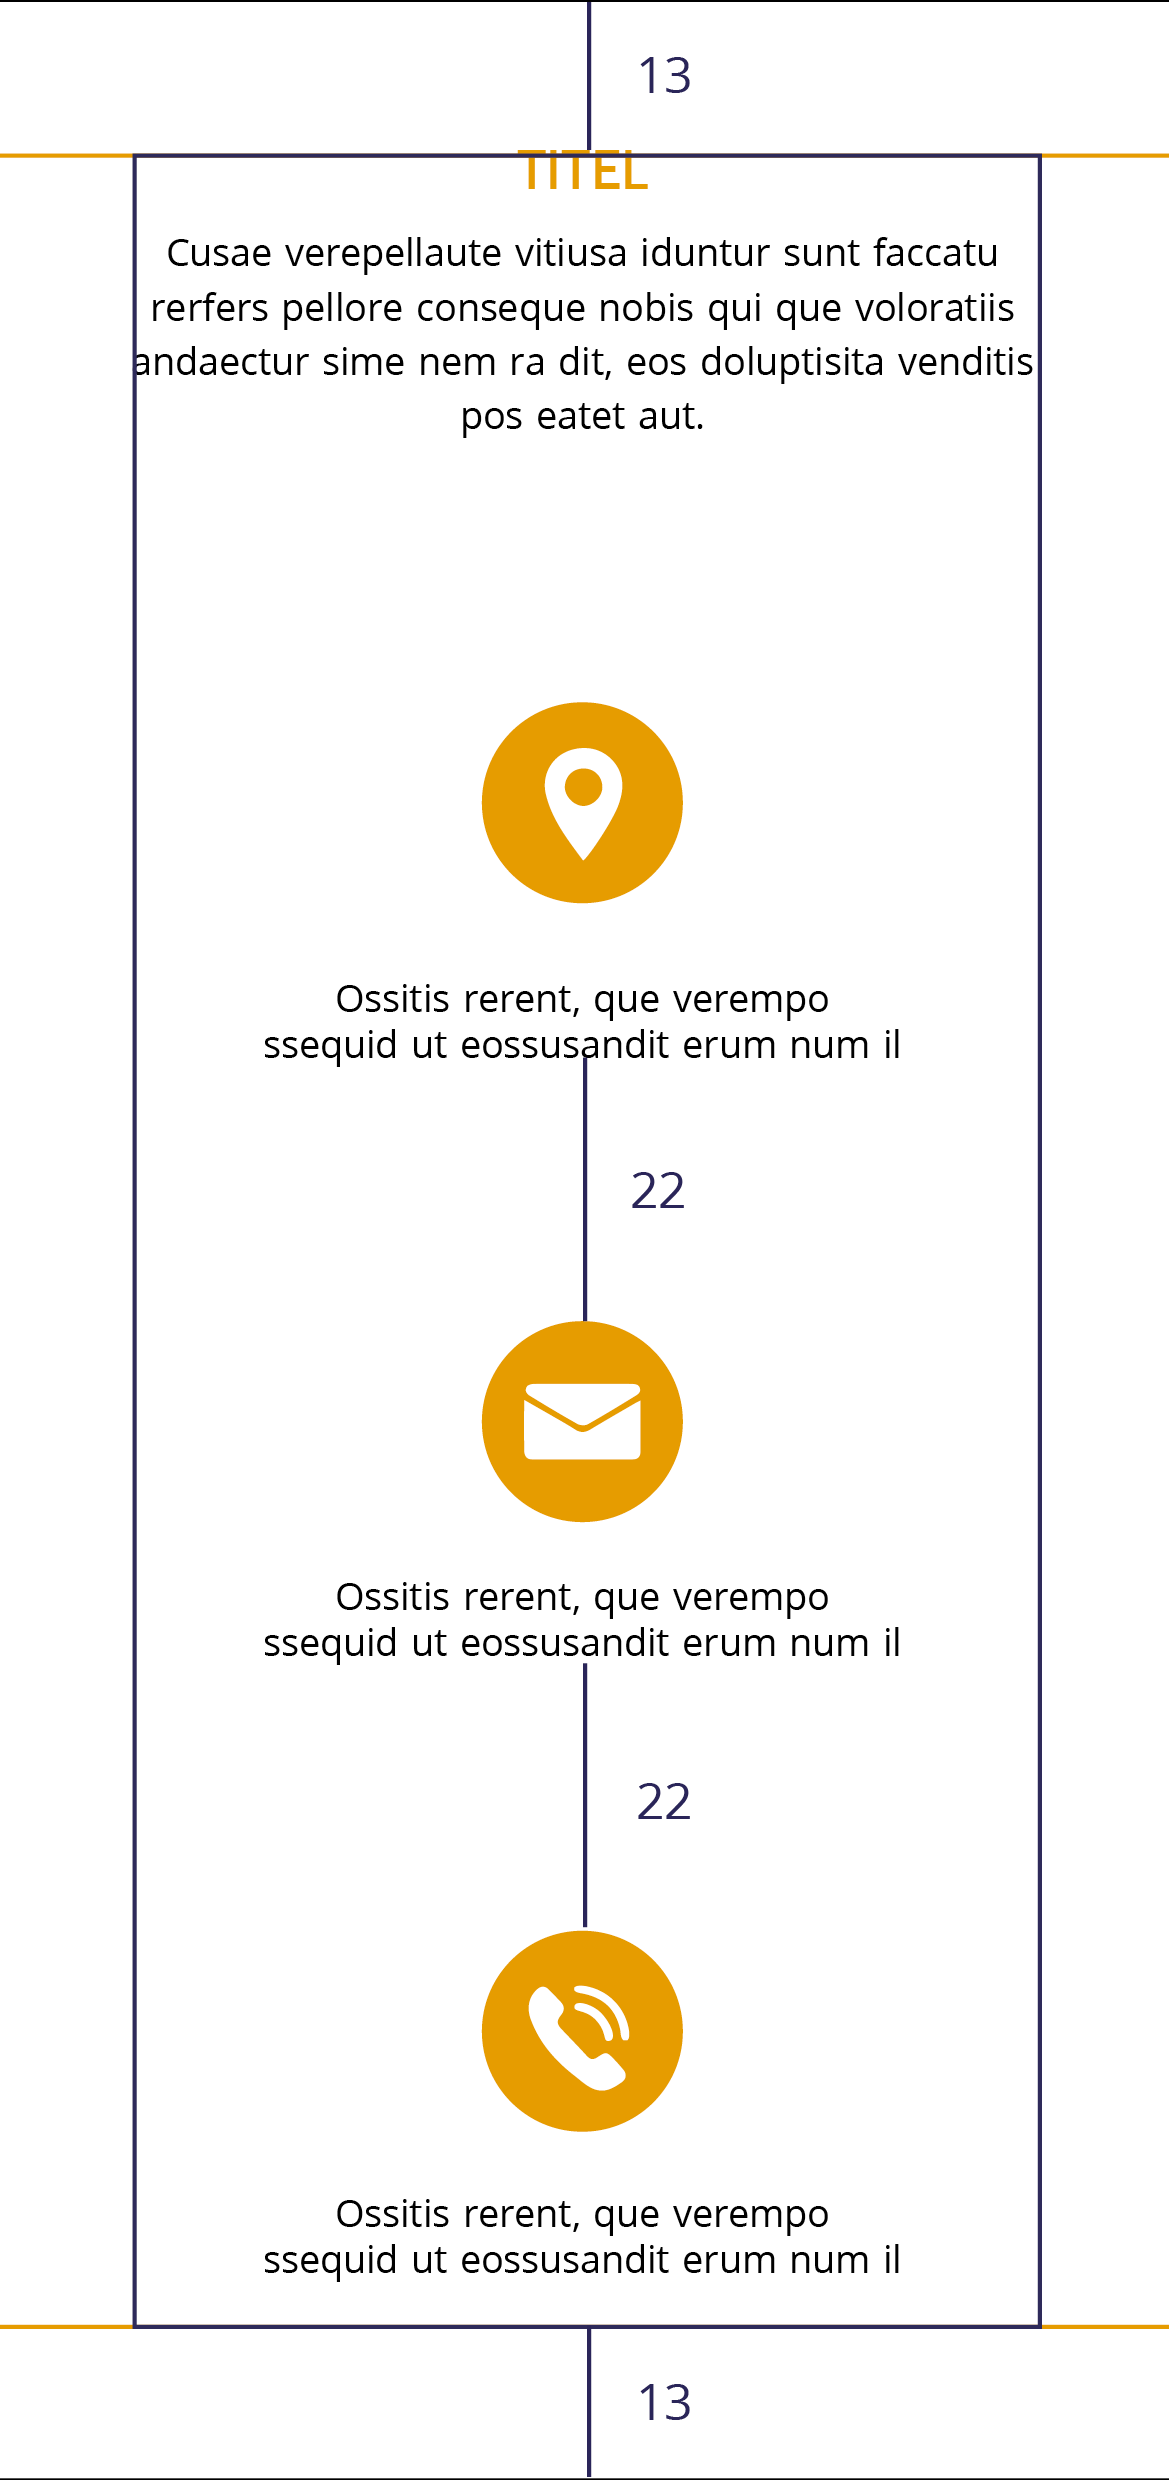 13
TITEL
Cusae verepellaute vitiusa iduntur sunt faccatu
rerfers pellore conseque nobis qui que voloratiis
andaectur sime nem ra dit, eos doluptisita venditis
pos eatet aut.
Ossitis rerent, que verempo
ssequid ut eossusandit erum num il
22
Ossitis rerent, que verempo
ssequid ut eossusandit erum num il
22
Ossitis rerent, que verempo
ssequid ut eossusandit erum num il
13